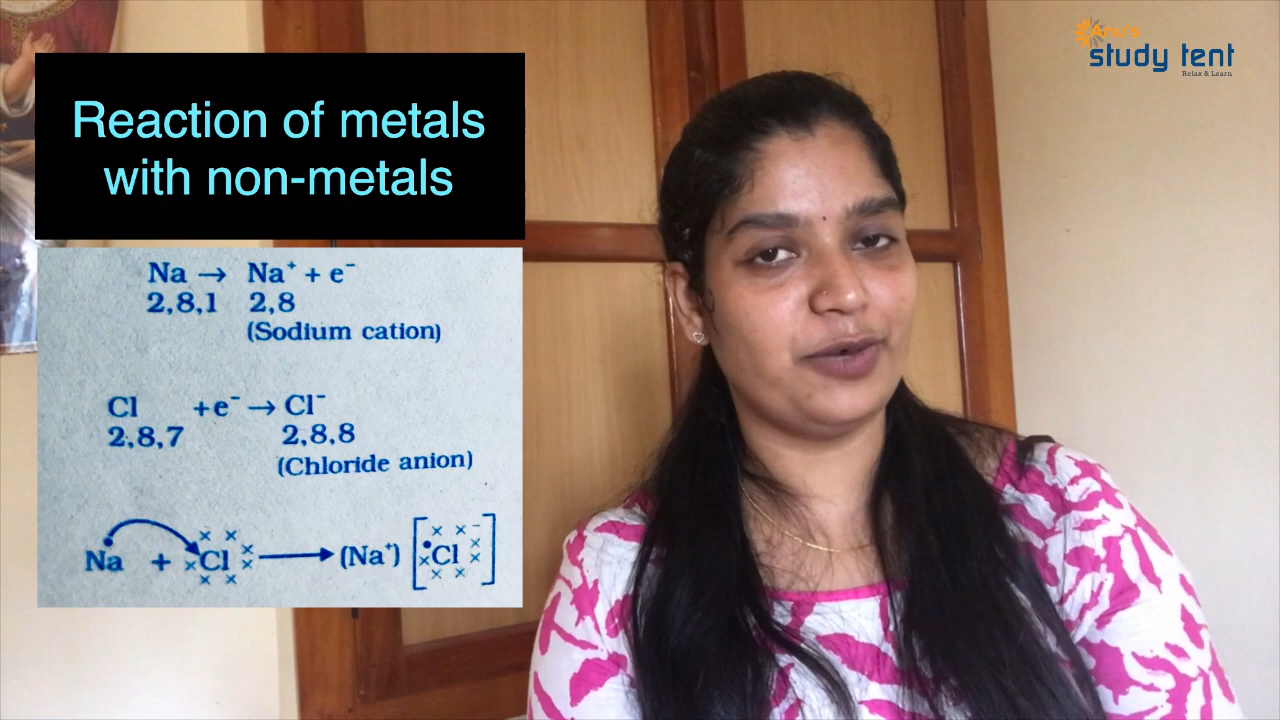 Anu's
study tent
Relax & Learn
Reaction of metals
with non-metals
Na → Na⁺ + e⁻
2,8,1 2,8
(Sodium cation)
Cl +e⁻ → Cl⁻
2,8,7 2,8,8
(Chloride anion)
Na + Cl → (Na⁺) [Cl]⁻